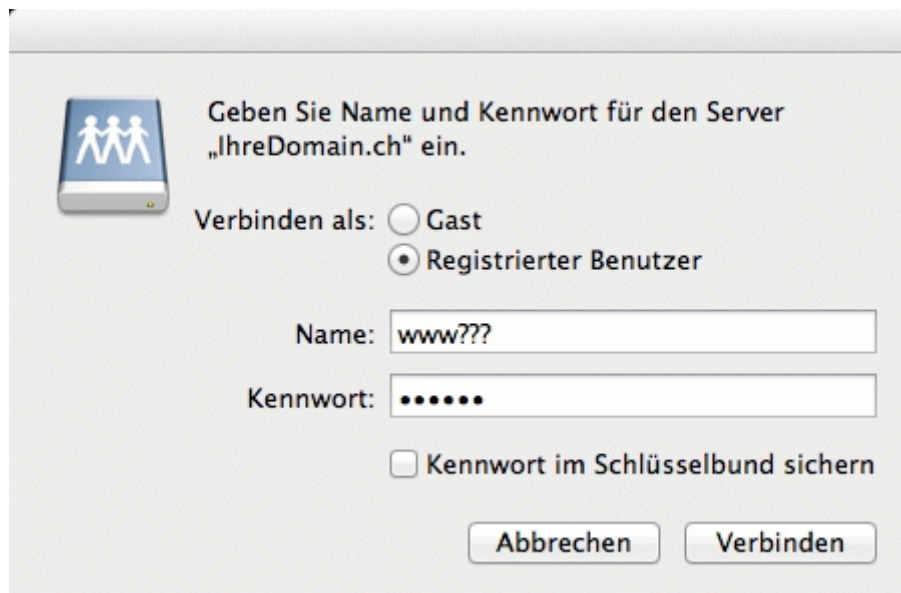 Geben Sie Name und Kennwort für den Server
„IhreDomain.ch" ein.
Verbinden als: Gast
Registrierter Benutzer
Name: www???
Kennwort: ••••••
Kennwort im Schlüsselbund sichern
Abbrechen Verbinden